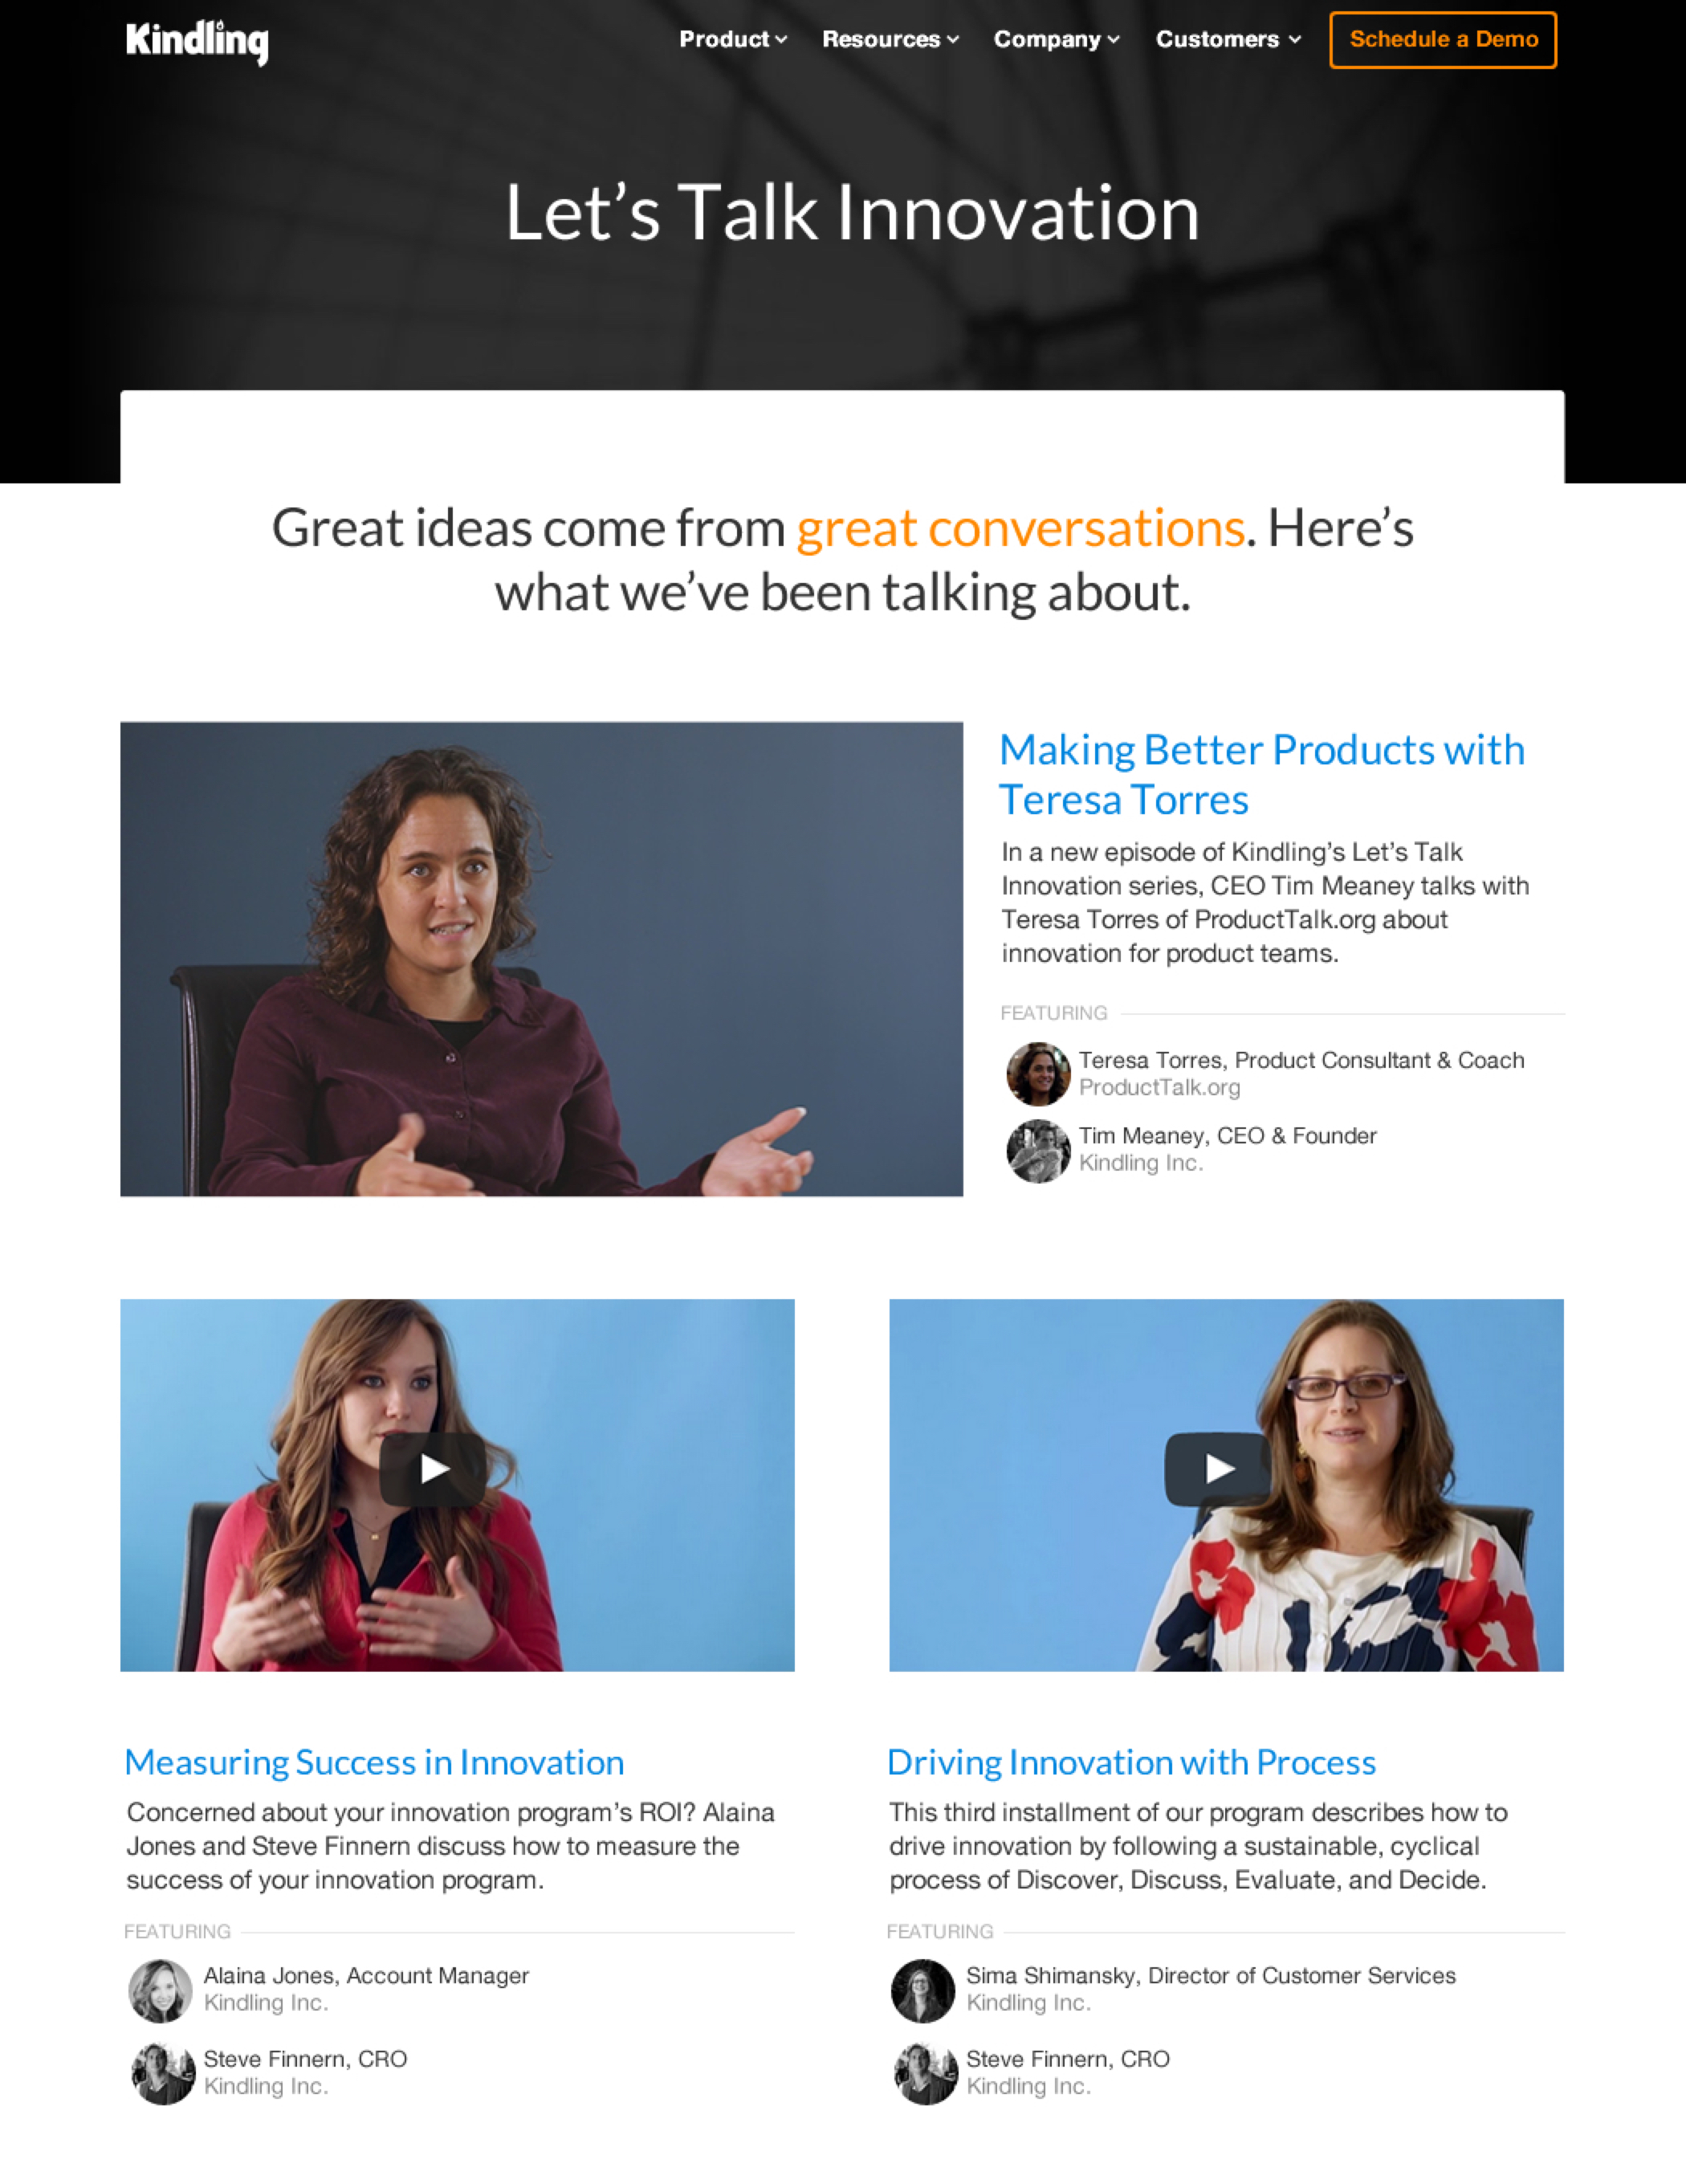 Kindling
Product
Resources
Company
Customers
Schedule a Demo
Let's Talk Innovation
Great ideas come from great conversations. Here's
what we've been talking about.
Making Better Products with
Teresa Torres
In a new episode of Kindling's Let's Talk
Innovation series, CEO Tim Meaney talks with
Teresa Torres of ProductTalk.org about
innovation for product teams.
FEATURING
Teresa Torres, Product Consultant & Coach
ProductTalk.org
Tim Meaney, CEO & Founder
Kindling Inc.
Measuring Success in Innovation
Concerned about your innovation program's ROI? Alaina
Jones and Steve Finnern discuss how to measure the
success of your innovation program.
FEATURING
Alaina Jones, Account Manager
Kindling Inc.
Steve Finnern, CRO
Kindling Inc.
Driving Innovation with Process
This third installment of our program describes how to
drive innovation by following a sustainable, cyclical
process of Discover, Discuss, Evaluate, and Decide.
FEATURING
Sima Shimansky, Director of Customer Services
Kindling Inc.
Steve Finnern, CRO
Kindling Inc.